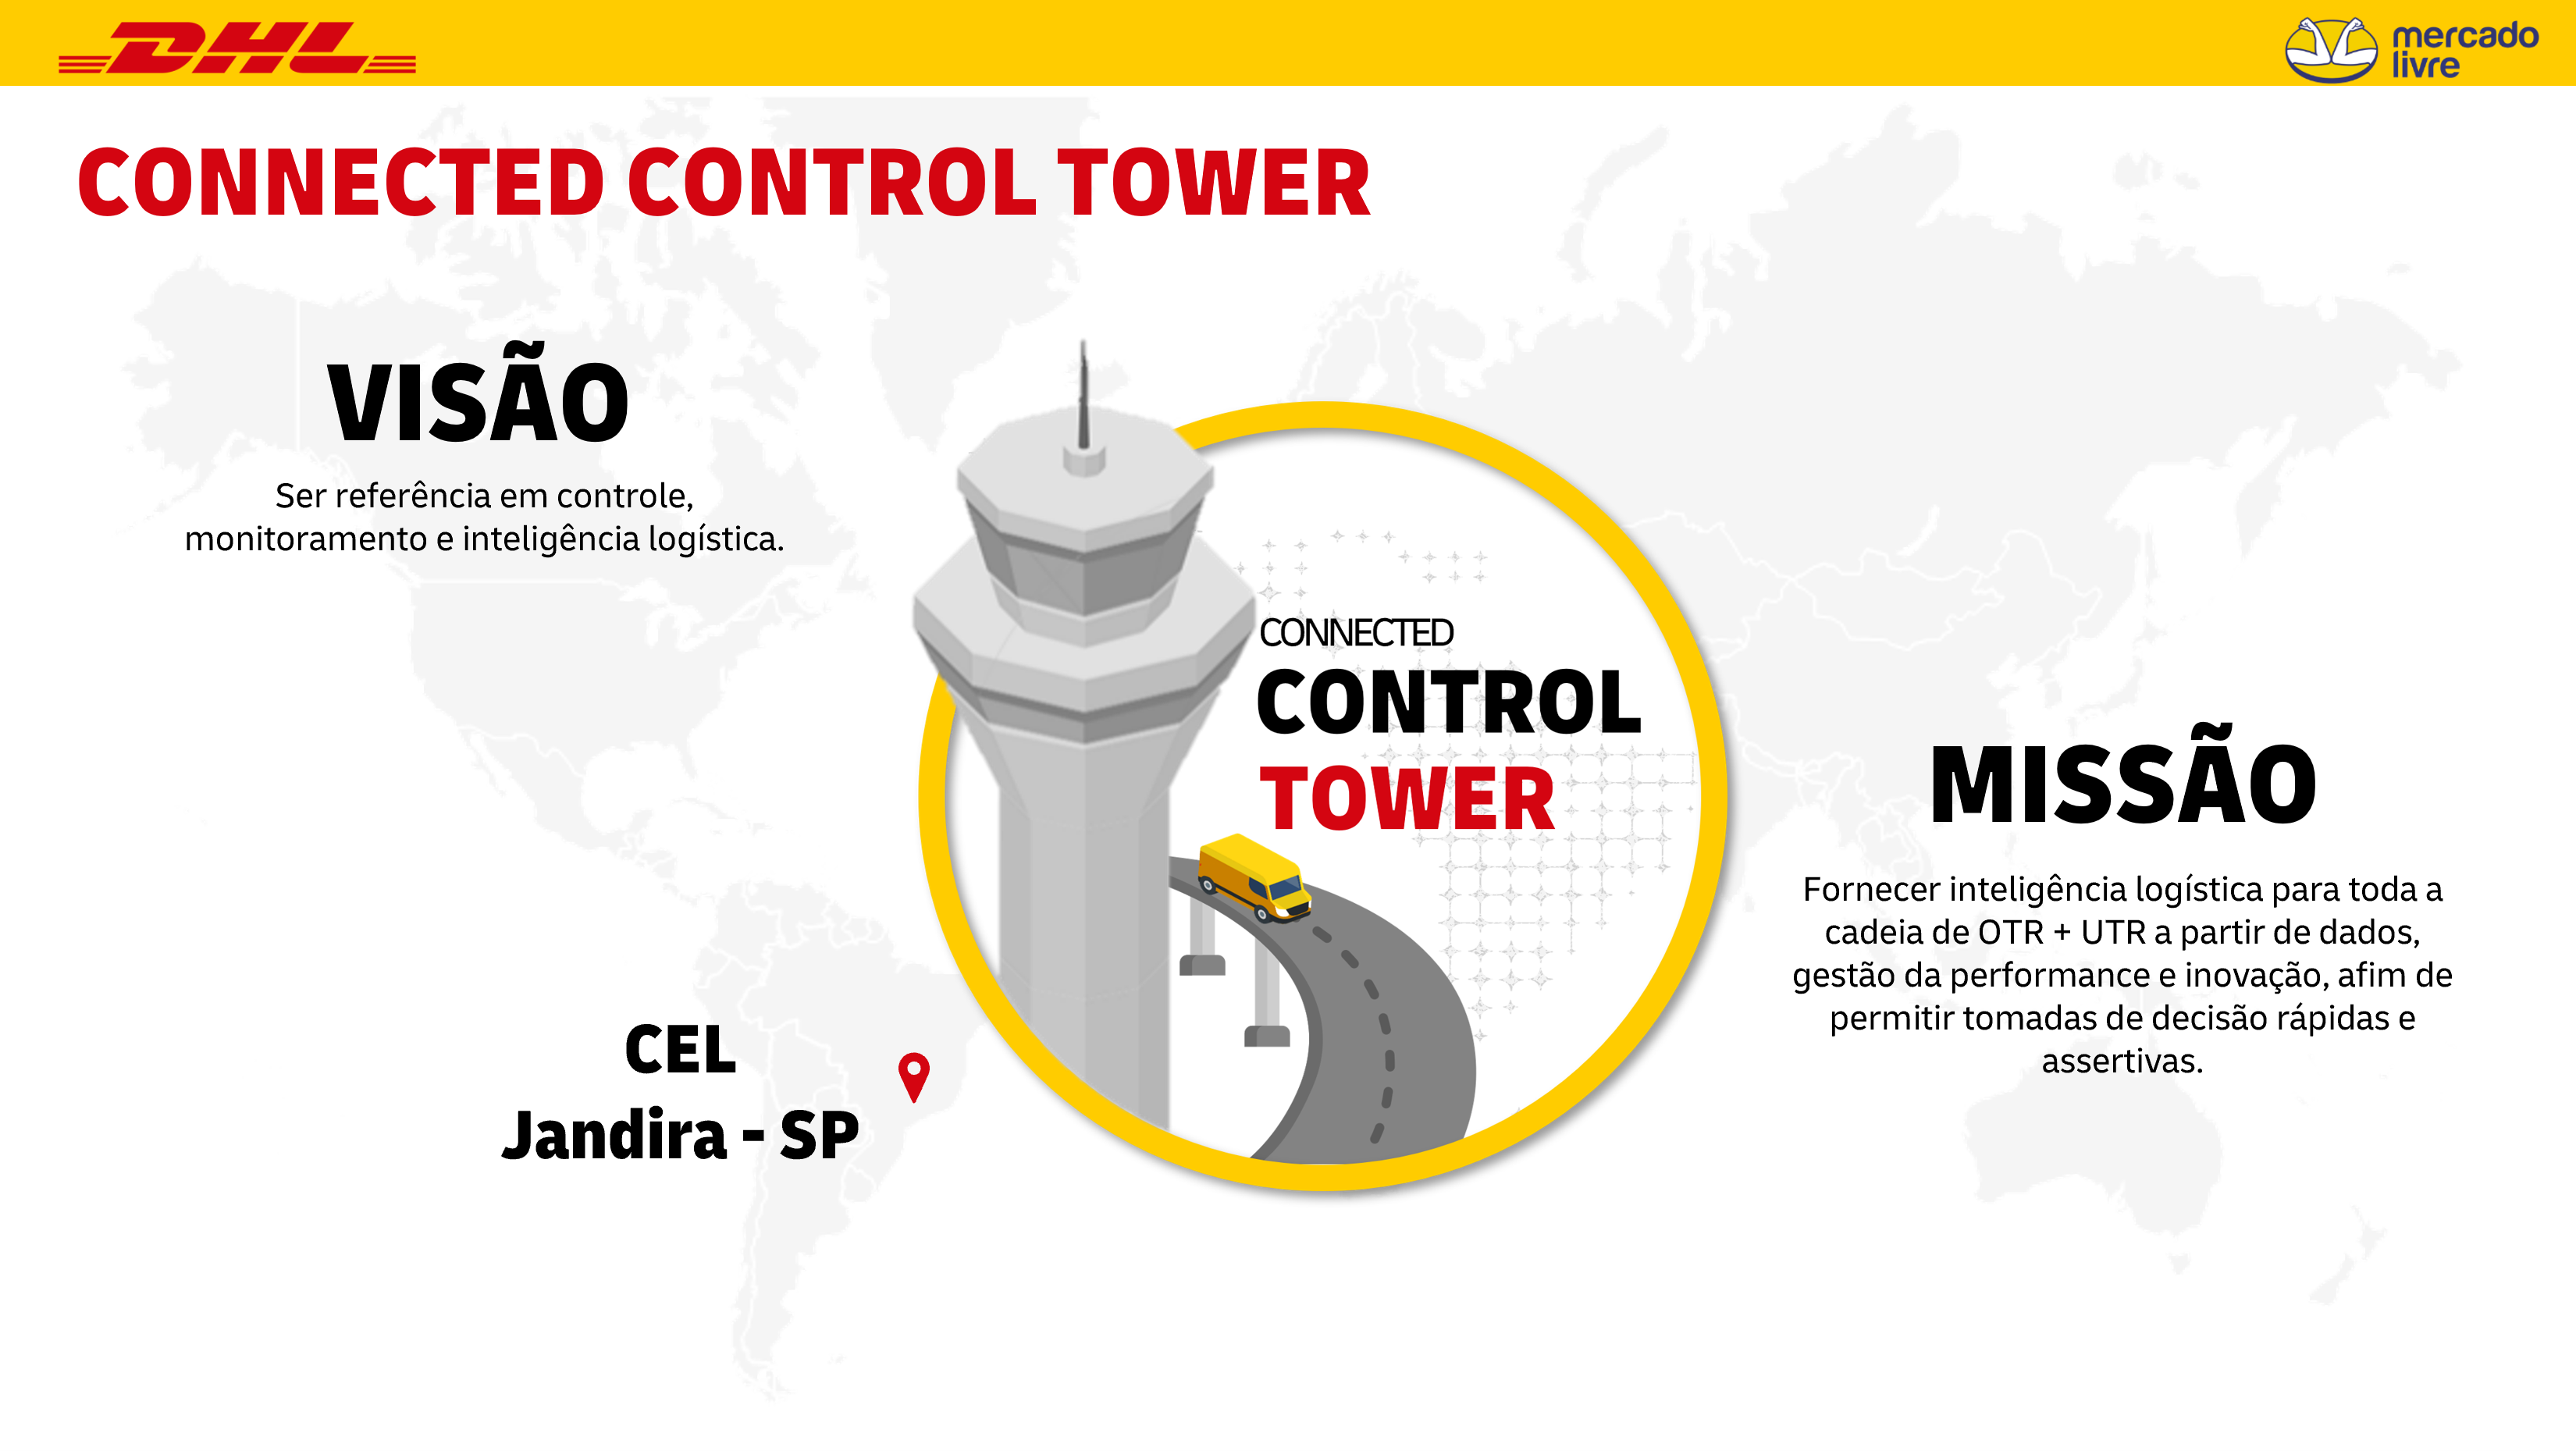 DHL
mercado
livre
CONNECTED CONTROL TOWER
VISÃO
Ser referência em controle,
monitoramento e inteligência logística.
CONNECTED
CONTROL
TOWER
MISSÃO
Fornecer inteligência logística para toda a
cadeia de OTR + UTR a partir de dados,
gestão da performance e inovação, afim de
permitir tomadas de decisão rápidas e
assertivas.
CEL
Jandira - SP